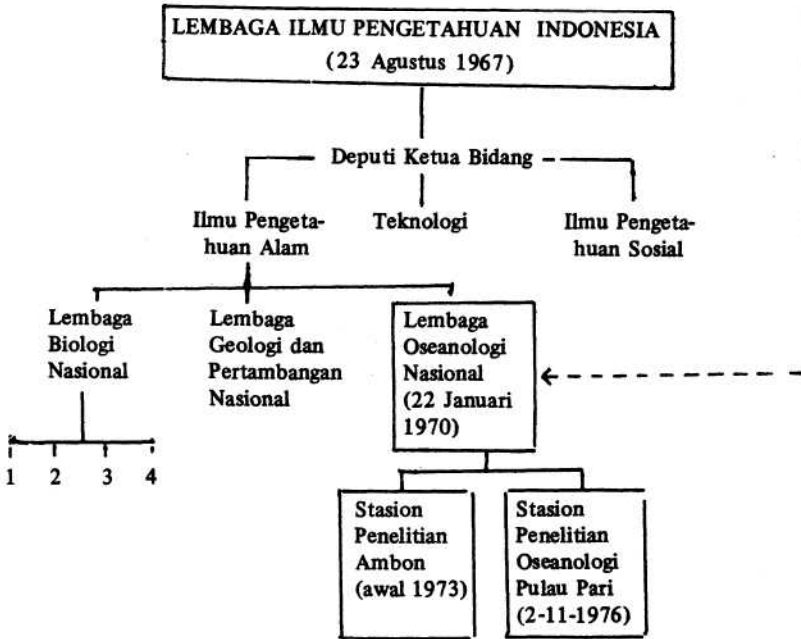 LEMBAGA ILMU PENGETAHUAN INDONESIA
(23 Agustus 1967)
Deputi Ketua Bidang
Ilmu Pengeta-
huan Alam
Teknologi
Ilmu Penge-
huan Sosial
Lembaga
Biologi
Nasional
Lembaga
Geologi dan
Pertambangan
Nasional
Lembaga
Oseanologi
Nasional
(22 Januari
1970)
1 2 3 4
Stasion
Penelitian
Ambon
(awal 1973)
Stasion
Penelitian
Oseanologi
Pulau Pari
(2-11-1976)